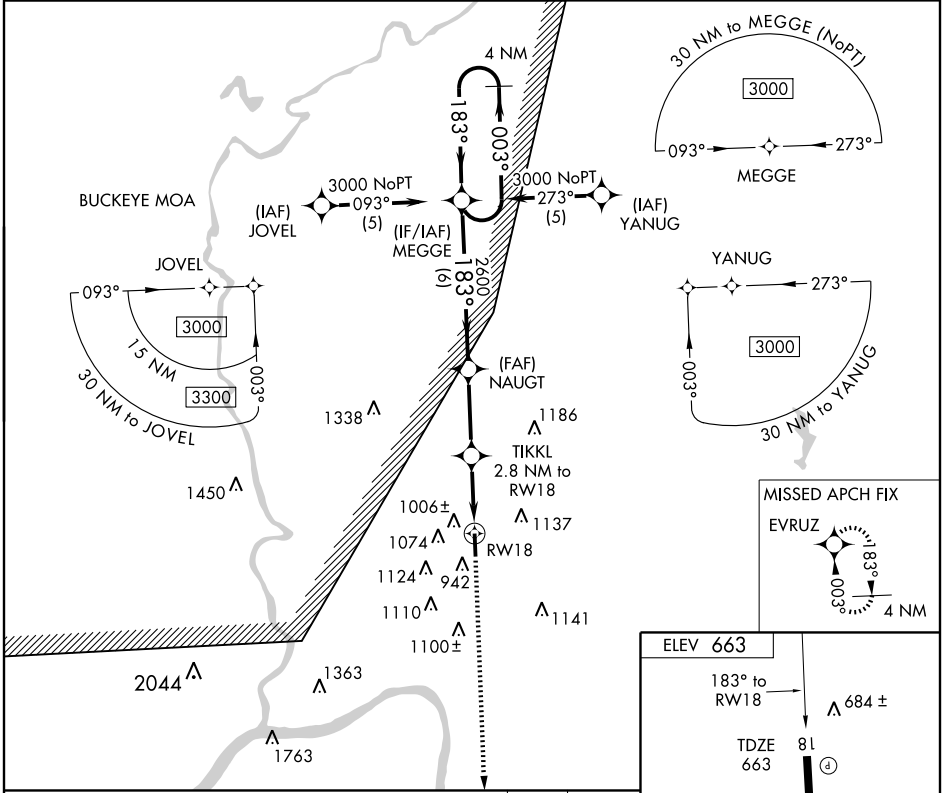 4 NM
183°
003°
30 NM to MEGGE (NoPT)
3000
093°
273°
MEGGE
BUCKEYE MOA
(IAF)
JOVEL
3000 NoPT
093°
(5)
(IF/IAF)
MEGGE
3000 NoPT
273°
(5)
(IAF)
YANUG
2600
183°
(6)
JOVEL
093°
3000
15 NM
3300
003°
30 NM to JOVEL
YANUG
273°
3000
003°
30 NM to YANUG
(FAF)
NAUGT
1338
1186
TIKKL
2.8 NM to
RW18
1450
1006±
1137
1074
RW18
1124
942
1110
1141
1100±
2044
1363
1763
MISSED APCH FIX
EVRUZ
183°
003°
4 NM
ELEV 663
183° to
RW18
684 ±
TDZE
663
18
P